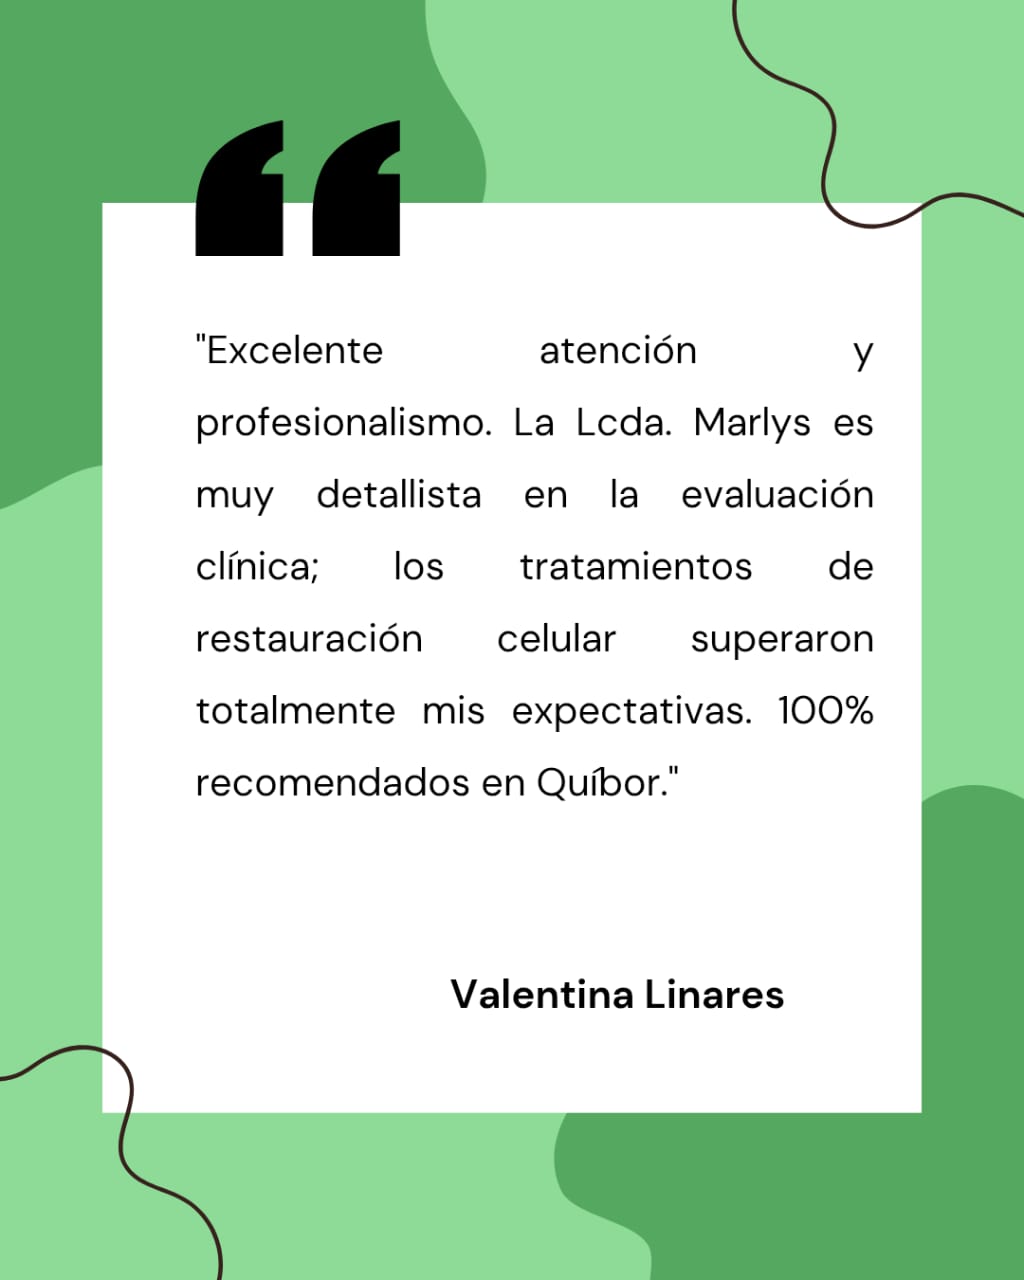 "Excelente atención y
profesionalismo. La Lcda. Marlys es
muy detallista en la evaluación
clínica; los tratamientos de
restauración celular superaron
totalmente mis expectativas. 100%
recomendados en Quíbor."
Valentina Linares